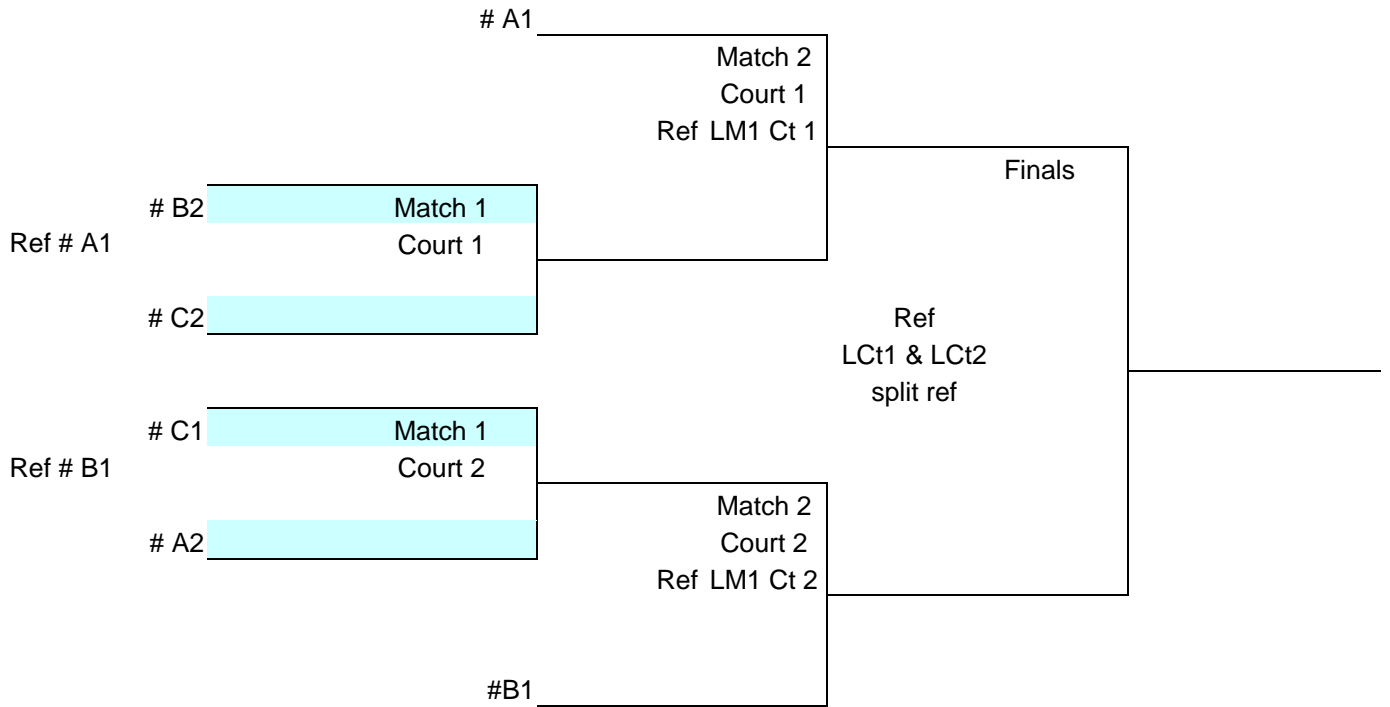 # A1
Match 2
Court 1
Ref LM1 Ct 1
Finals
# B2
Match 1
Ref # A1
Court 1
# C2
Ref
LCt1 & LCt2
split ref
# C1
Match 1
Ref # B1
Court 2
Match 2
# A2
Court 2
Ref LM1 Ct 2
#B1